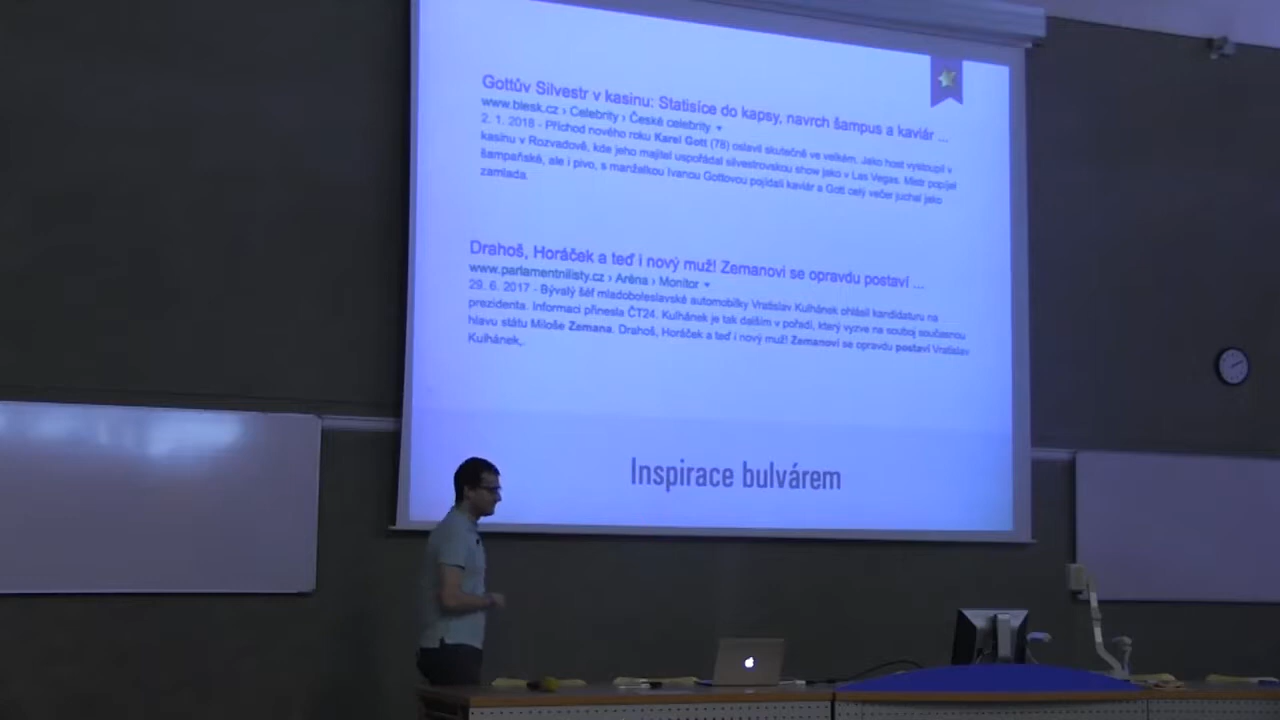 Gottův Silvestr v kasinu: Statisíce do kapsy, navrch šampus a kaviár ...
www.blesk.cz › Celebrity › České celebrity ▾
2. 1. 2018 - Příchod nového roku Karel Gott (78) oslavil skutečně ve velkém. Jako host vystoupil v
kasinu v Rozvadově, kde jeho majitel uspořádal silvestrovskou show jako v Las Vegas. Mistr popíjel
šampaňské, ale i pivo, s manželkou Ivanou Gottovou pojídali kaviár a Gott celý večer juchal jako
zamlada.
Drahoš, Horáček a teď i nový muž! Zemanovi se opravdu postaví ...
www.parlamentnilisty.cz › Aréna › Monitor ▾
29. 6. 2017 - Bývalý šéf mladoboleslavské automobilky Vratislav Kulhánek ohlásil kandidaturu na
prezidenta. Informaci přinesla ČT24. Kulhánek je tak dalším v pořadí, který vyzve na souboj současnou
hlavu státu Miloše Zemana. Drahoš, Horáček a teď i nový muž! Zemanovi se opravdu postaví Vratislav
Kulhánek,.
Inspirace bulvárem